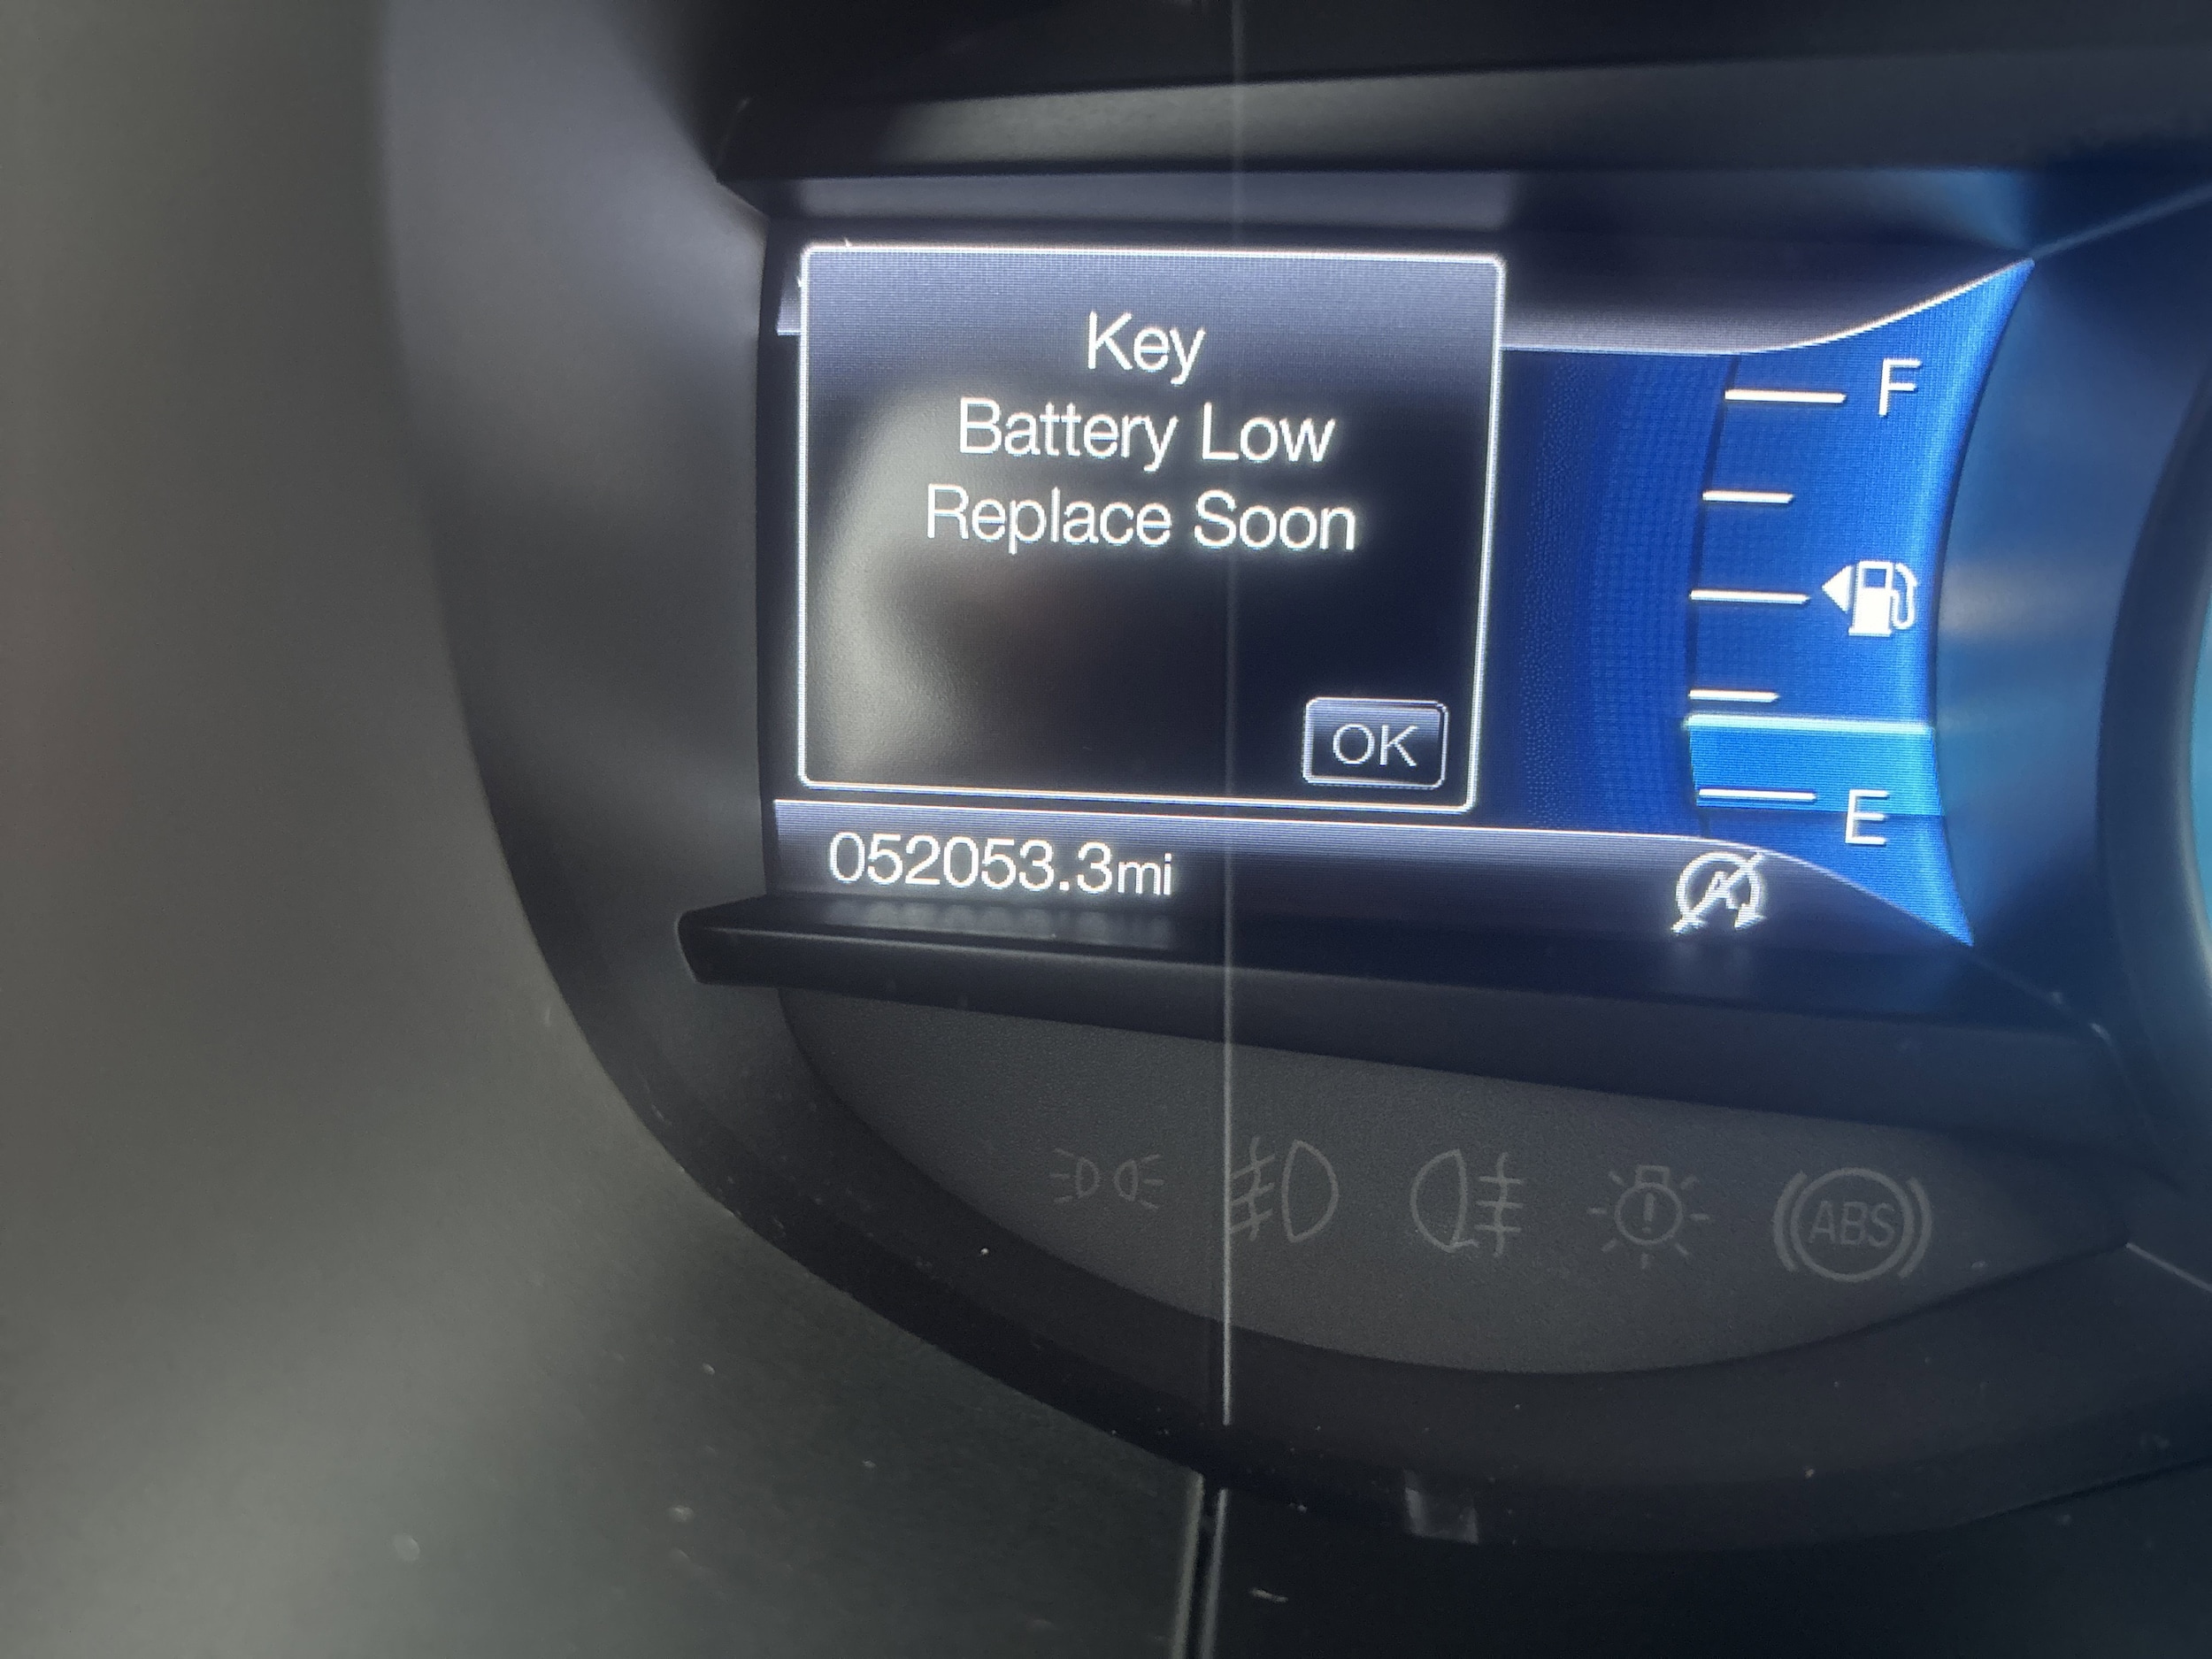 Key
Battery Low
Replace Soon
OK
F
E
052053.3mi
A
ABS